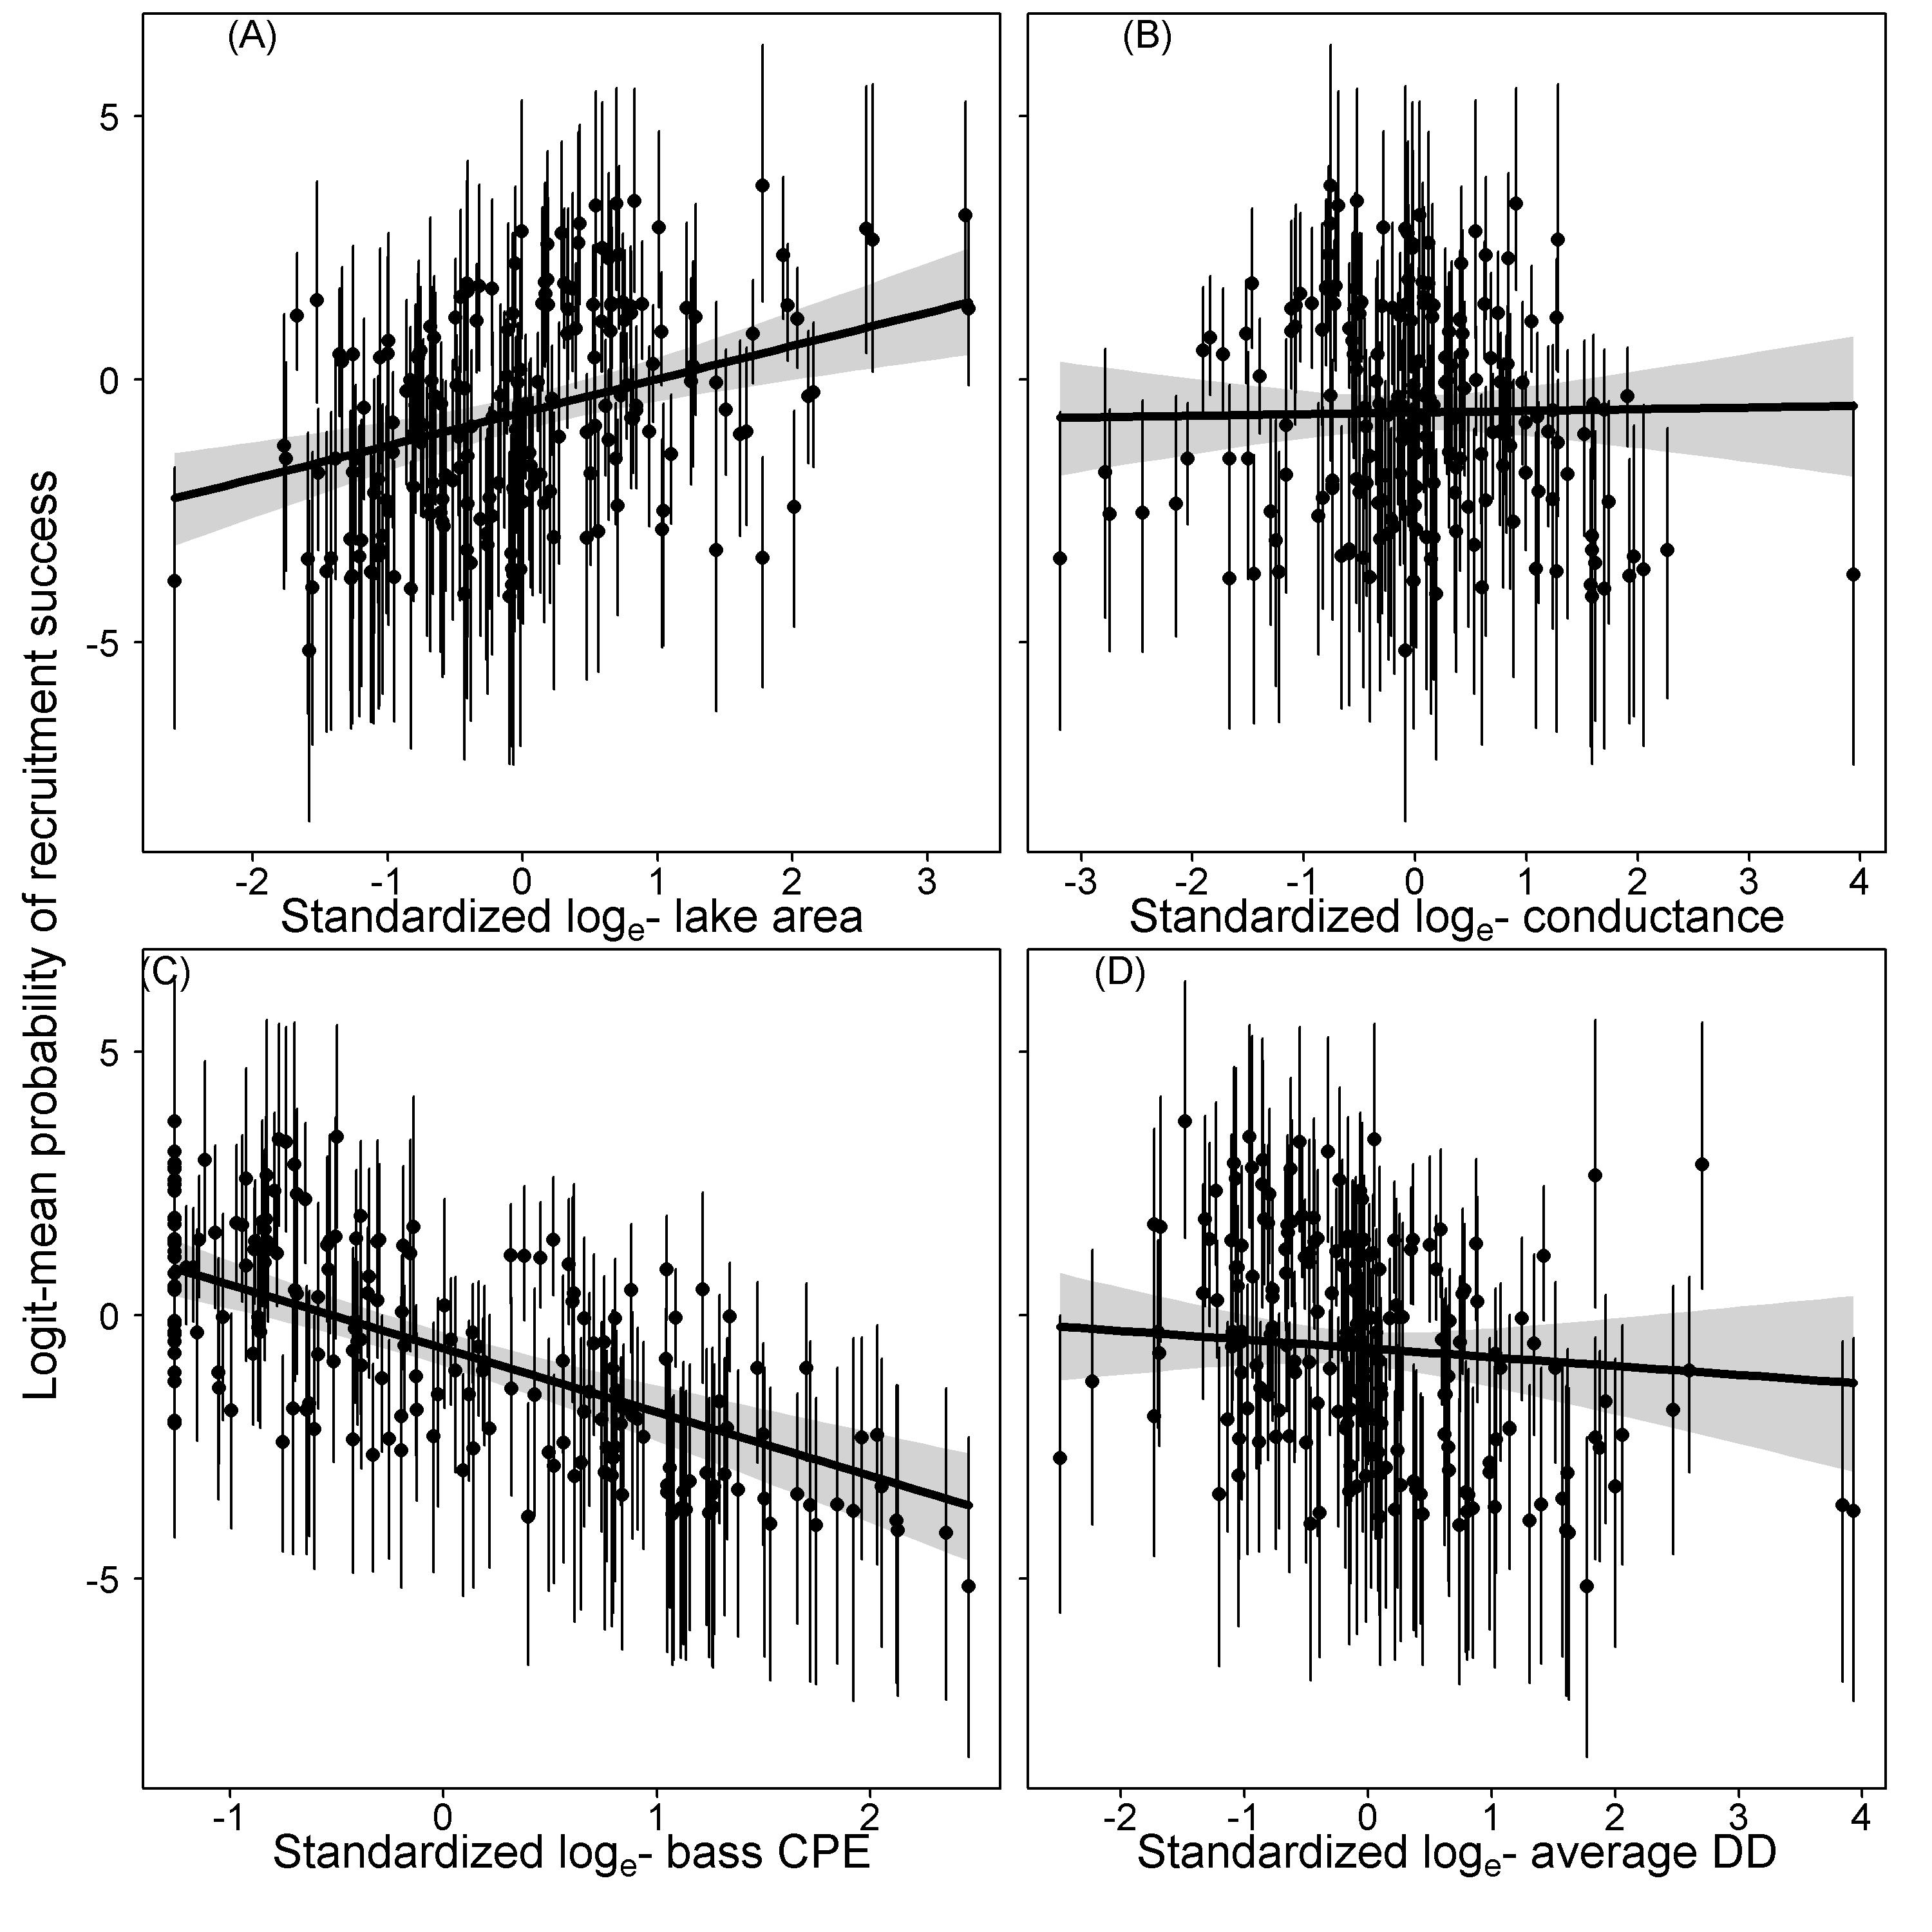 Logit-mean probability of recruitment success
(A)
5
0
-5
-2 -1 0 1 2 3
Standardized logₑ- lake area
(B)
-3 -2 -1 0 1 2 3 4
Standardized logₑ- conductance
(C)
5
0
-5
-1 0 1 2
Standardized logₑ- bass CPE
(D)
-2 -1 0 1 2 3 4
Standardized logₑ- average DD